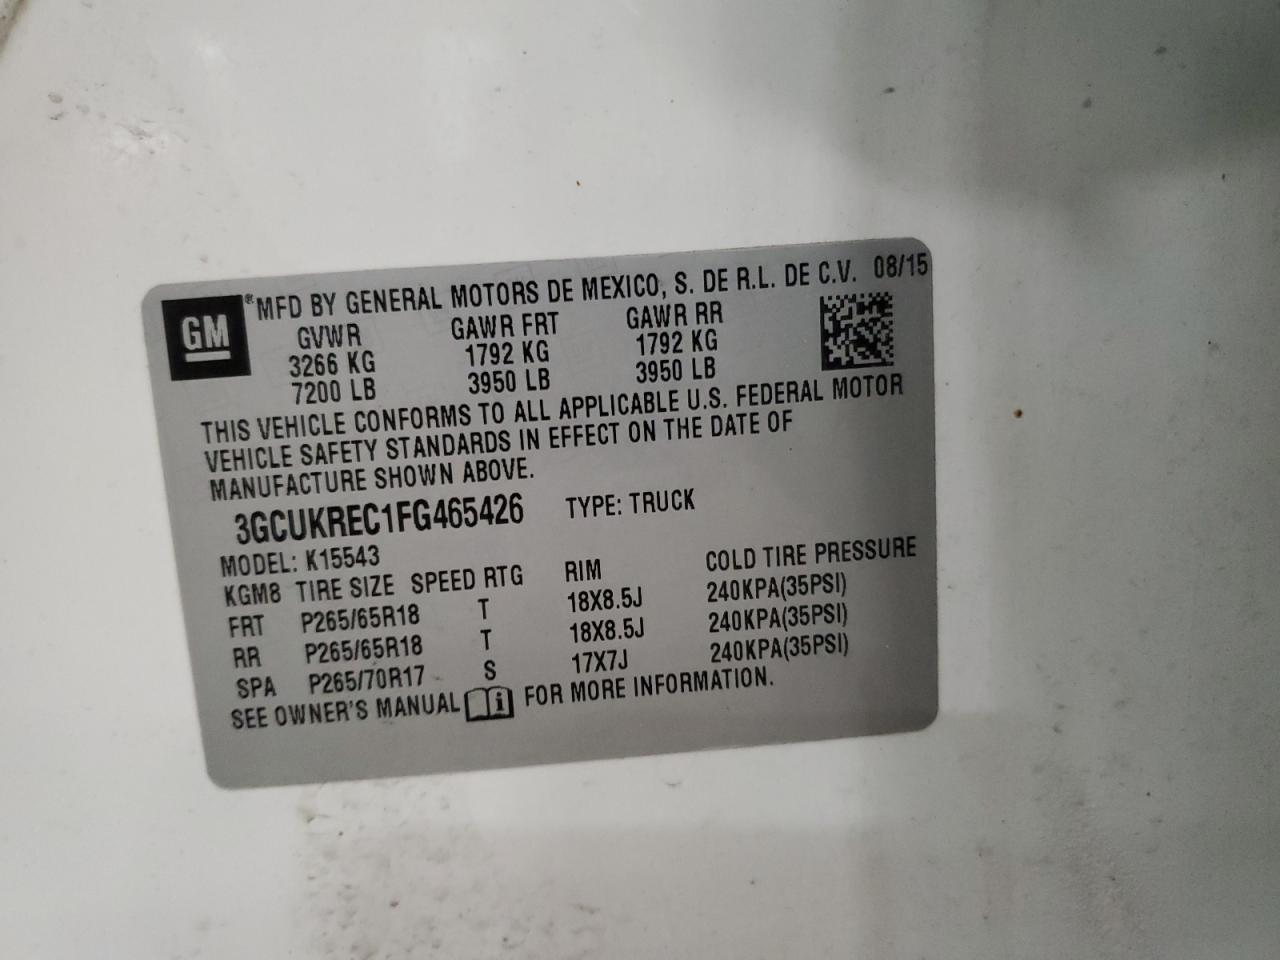 GM
® MFD BY GENERAL MOTORS DE MEXICO, S. DE R.L. DE C.V. 08/15
GVWR GAWR FRT GAWR RR
3266 KG 1792 KG 1792 KG
7200 LB 3950 LB 3950 LB
THIS VEHICLE CONFORMS TO ALL APPLICABLE U.S. FEDERAL MOTOR
VEHICLE SAFETY STANDARDS IN EFFECT ON THE DATE OF
MANUFACTURE SHOWN ABOVE.
3GCUKREC1FG465426 TYPE: TRUCK
MODEL: K15543
KGM8 TIRE SIZE SPEED RTG RIM COLD TIRE PRESSURE
FRT P265/65R18 T 18X8.5J 240KPA(35PSI)
RR P265/65R18 T 18X8.5J 240KPA(35PSI)
SPA P265/70R17 S 17X7J 240KPA(35PSI)
SEE OWNER'S MANUAL i FOR MORE INFORMATION.